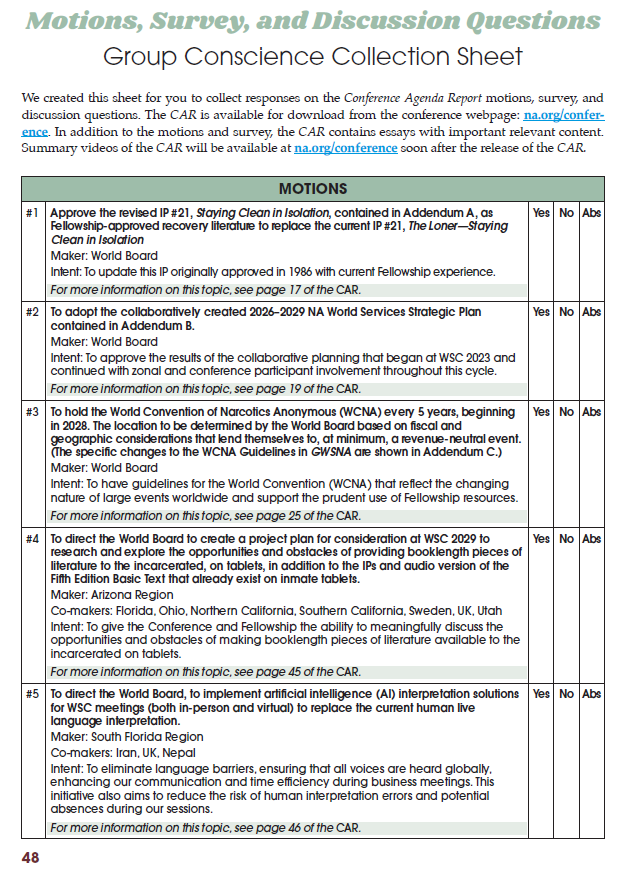 Motions, Survey, and Discussion Questions
Group Conscience Collection Sheet
We created this sheet for you to collect responses on the Conference Agenda Report motions, survey, and
discussion questions. The CAR is available for download from the conference webpage: na.org/confer-
ence. In addition to the motions and survey, the CAR contains essays with important relevant content.
Summary videos of the CAR will be available at na.org/conference soon after the release of the CAR.
MOTIONS
#1 Approve the revised IP #21, Staying Clean in Isolation, contained in Addendum A, as Yes No Abs
Fellowship-approved recovery literature to replace the current IP #21, The Loner—Staying
Clean in Isolation
Maker: World Board
Intent: To update this IP originally approved in 1986 with current Fellowship experience.
For more information on this topic, see page 17 of the CAR.
#2 To adopt the collaboratively created 2026–2029 NA World Services Strategic Plan Yes No Abs
contained in Addendum B.
Maker: World Board
Intent: To approve the results of the collaborative planning that began at WSC 2023 and
continued with zonal and conference participant involvement throughout this cycle.
For more information on this topic, see page 19 of the CAR.
#3 To hold the World Convention of Narcotics Anonymous (WCNA) every 5 years, beginning Yes No Abs
in 2028. The location to be determined by the World Board based on fiscal and
geographic considerations that lend themselves to, at minimum, a revenue-neutral event.
(The specific changes to the WCNA Guidelines in GWSNA are shown in Addendum C.)
Maker: World Board
Intent: To have guidelines for the World Convention (WCNA) that reflect the changing
nature of large events worldwide and support the prudent use of Fellowship resources.
For more information on this topic, see page 25 of the CAR.
#4 To direct the World Board to create a project plan for consideration at WSC 2029 to Yes No Abs
research and explore the opportunities and obstacles of providing booklength pieces of
literature to the incarcerated, on tablets, in addition to the IPs and audio version of the
Fifth Edition Basic Text that already exist on inmate tablets.
Maker: Arizona Region
Co-makers: Florida, Ohio, Northern California, Southern California, Sweden, UK, Utah
Intent: To give the Conference and Fellowship the ability to meaningfully discuss the
opportunities and obstacles of making booklength pieces of literature available to the
incarcerated on tablets.
For more information on this topic, see page 45 of the CAR.
#5 To direct the World Board, to implement artificial intelligence (AI) interpretation solutions Yes No Abs
for WSC meetings (both in-person and virtual) to replace the current human live
language interpretation.
Maker: South Florida Region
Co-makers: Iran, UK, Nepal
Intent: To eliminate language barriers, ensuring that all voices are heard globally,
enhancing our communication and time efficiency during business meetings. This
initiative also aims to reduce the risk of human interpretation errors and potential
absences during our sessions.
For more information on this topic, see page 46 of the CAR.
48